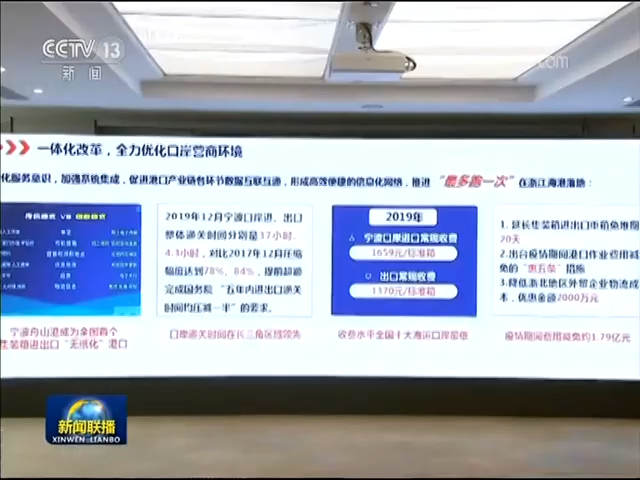 CCTV 13
新闻
.com
一体化改革，全力优化口岸营商环境
化服务意识，加强系统集成，促进港口产业链各环节数据互联互通，形成高效便捷的信息化网络，推进“最多跑一次”在浙江海港落地：
VS
2019年12月宁波口岸进、出口
整体通关时间分别是37小时、
4.3小时，对比2017年12月压缩
幅度达到78%、84%，提前超额
完成国务院“五年内进出口通关
时间均压减一半”的要求。
2019年
宁波口岸进口常规收费
1659元/标准箱
出口常规收费
1370元/标准箱
1. 延长集装箱进出口重箱免堆期
20天
2.出台疫情期间港口作业费用减
免的“惠五条”措施
3.降低浙北地区外贸企业物流成
本，优惠金额7000万元
宁波舟山港成为全国首个
集装箱进出口“无纸化”港口
口岸通关时间在长三角区域领先
收费水平全国十大海运口岸最低
疫情期间费用减免约1.79亿元
新闻联播
XINWEN LIANBO